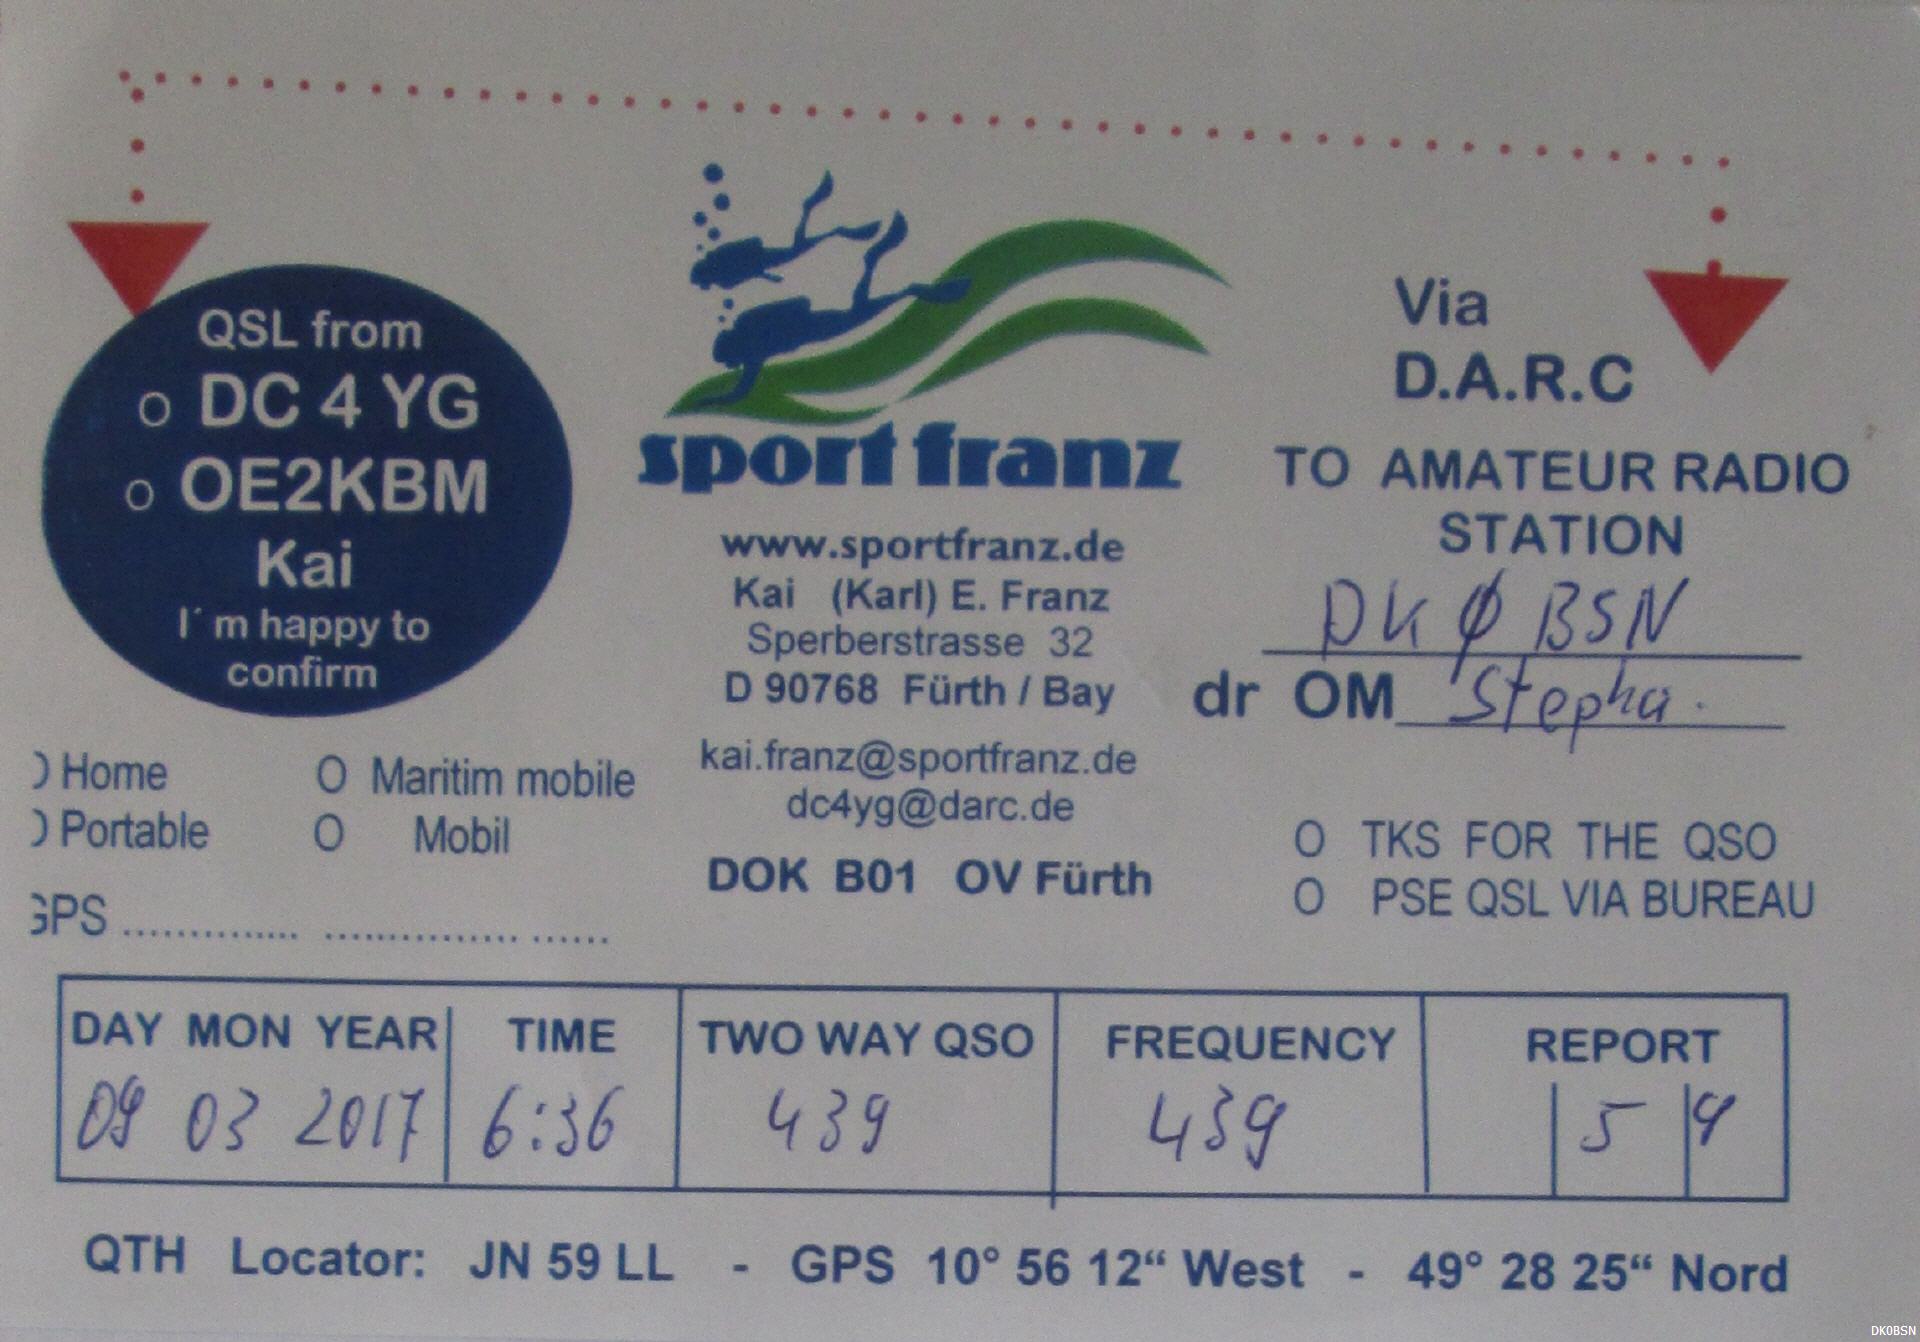 QSL from
O DC 4 YG
O OE2KBM
Kai
I´m happy to
confirm
sport franz
www.sportfranz.de
Kai (Karl) E. Franz
Sperberstrasse 32
D 90768 Fürth / Bay
kai.franz@sportfranz.de
dc4yg@darc.de
DOK B01 OV Fürth
Via
D.A.R.C
TO AMATEUR RADIO
STATION
DKØBSN
dr OM Stepha.
O Home O Maritim mobile
O Portable O Mobil
GPS .............. ................ ......
O TKS FOR THE QSO
O PSE QSL VIA BUREAU
DAY MON YEAR TIME TWO WAY QSO FREQUENCY REPORT
09 03 2017 6:36 439 439 5 9
QTH Locator: JN 59 LL - GPS 10° 56 12“ West - 49° 28 25“ Nord
DK0BSN